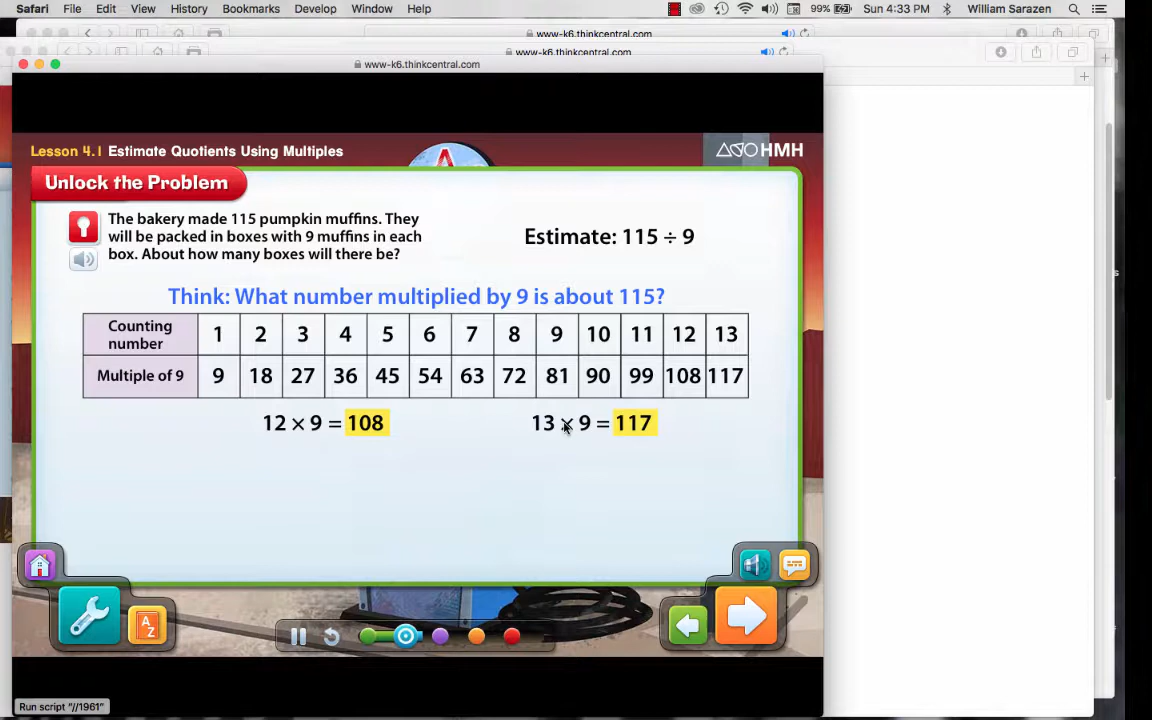 Safari File Edit View History Bookmarks Develop Window Help 99% Sun 4:33 PM William Sarazen
www-k6.thinkcentral.com
www-k6.thinkcentral.com
www-k6.thinkcentral.com
Lesson 4.1 Estimate Quotients Using Multiples
HMH
Unlock the Problem
The bakery made 115 pumpkin muffins. They
will be packed in boxes with 9 muffins in each
box. About how many boxes will there be?
Estimate: 115 ÷ 9
Think: What number multiplied by 9 is about 115?
Counting
number
1 2 3 4 5 6 7 8 9 10 11 12 13
Multiple of 9 9 18 27 36 45 54 63 72 81 90 99 108 117
12 × 9 = 108 13 × 9 = 117
A
Z
Run script "//1961"